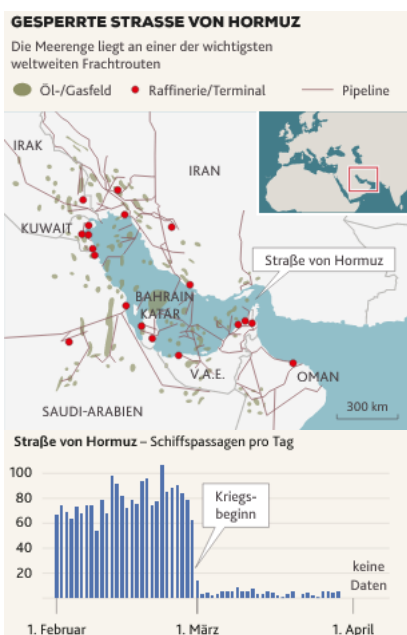 GESPERRTE STRASSE VON HORMUZ
Die Meerenge liegt an einer der wichtigsten
weltweiten Frachtrouten
Öl-/Gasfeld Raffinerie/Terminal Pipeline
IRAK
IRAN
KUWAIT
Straße von Hormuz
BAHRAIN
KATAR
V.A.E.
OMAN
SAUDI-ARABIEN
300 km
Straße von Hormuz – Schiffspassagen pro Tag
100
80
60
40
20
Kriegs-
beginn
keine
Daten
1. Februar 1. März 1. April